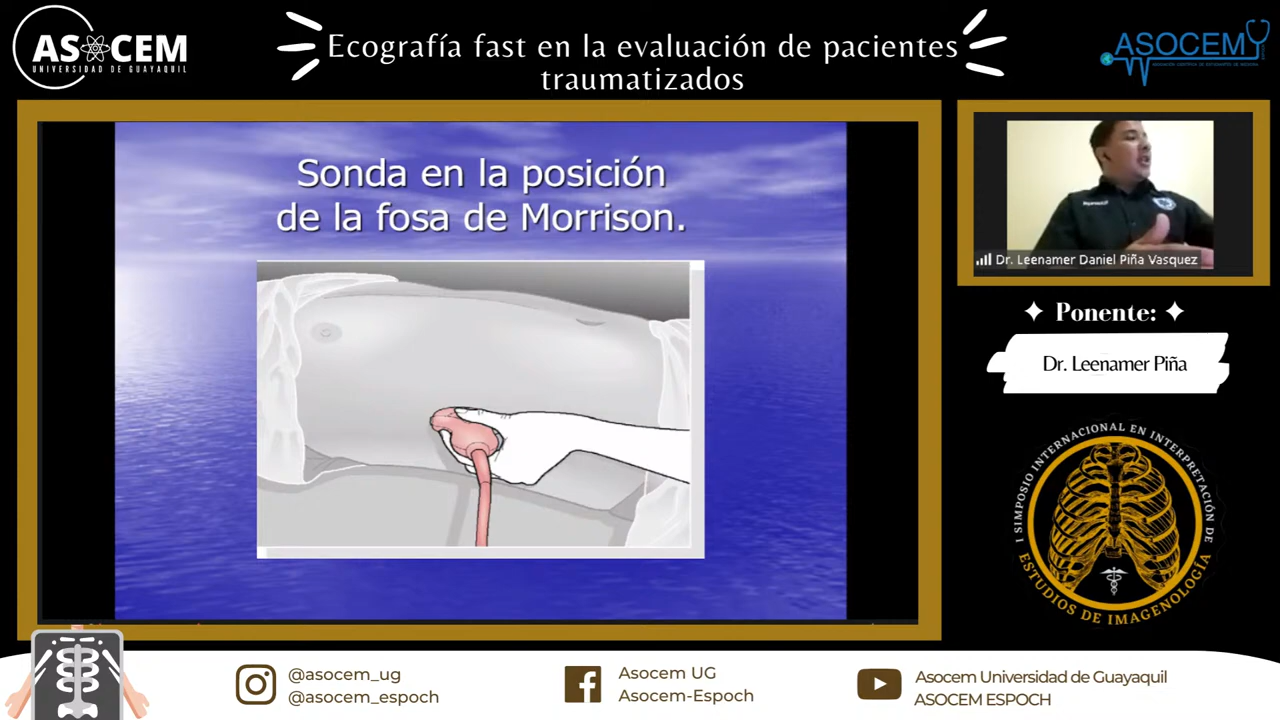 ASOCEM
UNIVERSIDAD DE GUAYAQUIL
Ecografía fast en la evaluación de pacientes
traumatizados
ASOCEM
Sonda en la posición
de la fosa de Morrison.
Dr. Leenamer Daniel Piña Vasquez
Ponente:
Dr. Leenamer Piña
I SIMPOSIO INTERNACIONAL EN INTERPRETACIÓN DE
ESTUDIOS DE IMAGENOLOGÍA
@asocem_ug
@asocem_espoch
Asocem UG
Asocem-Espoch
Asocem Universidad de Guayaquil
ASOCEM ESPOCH